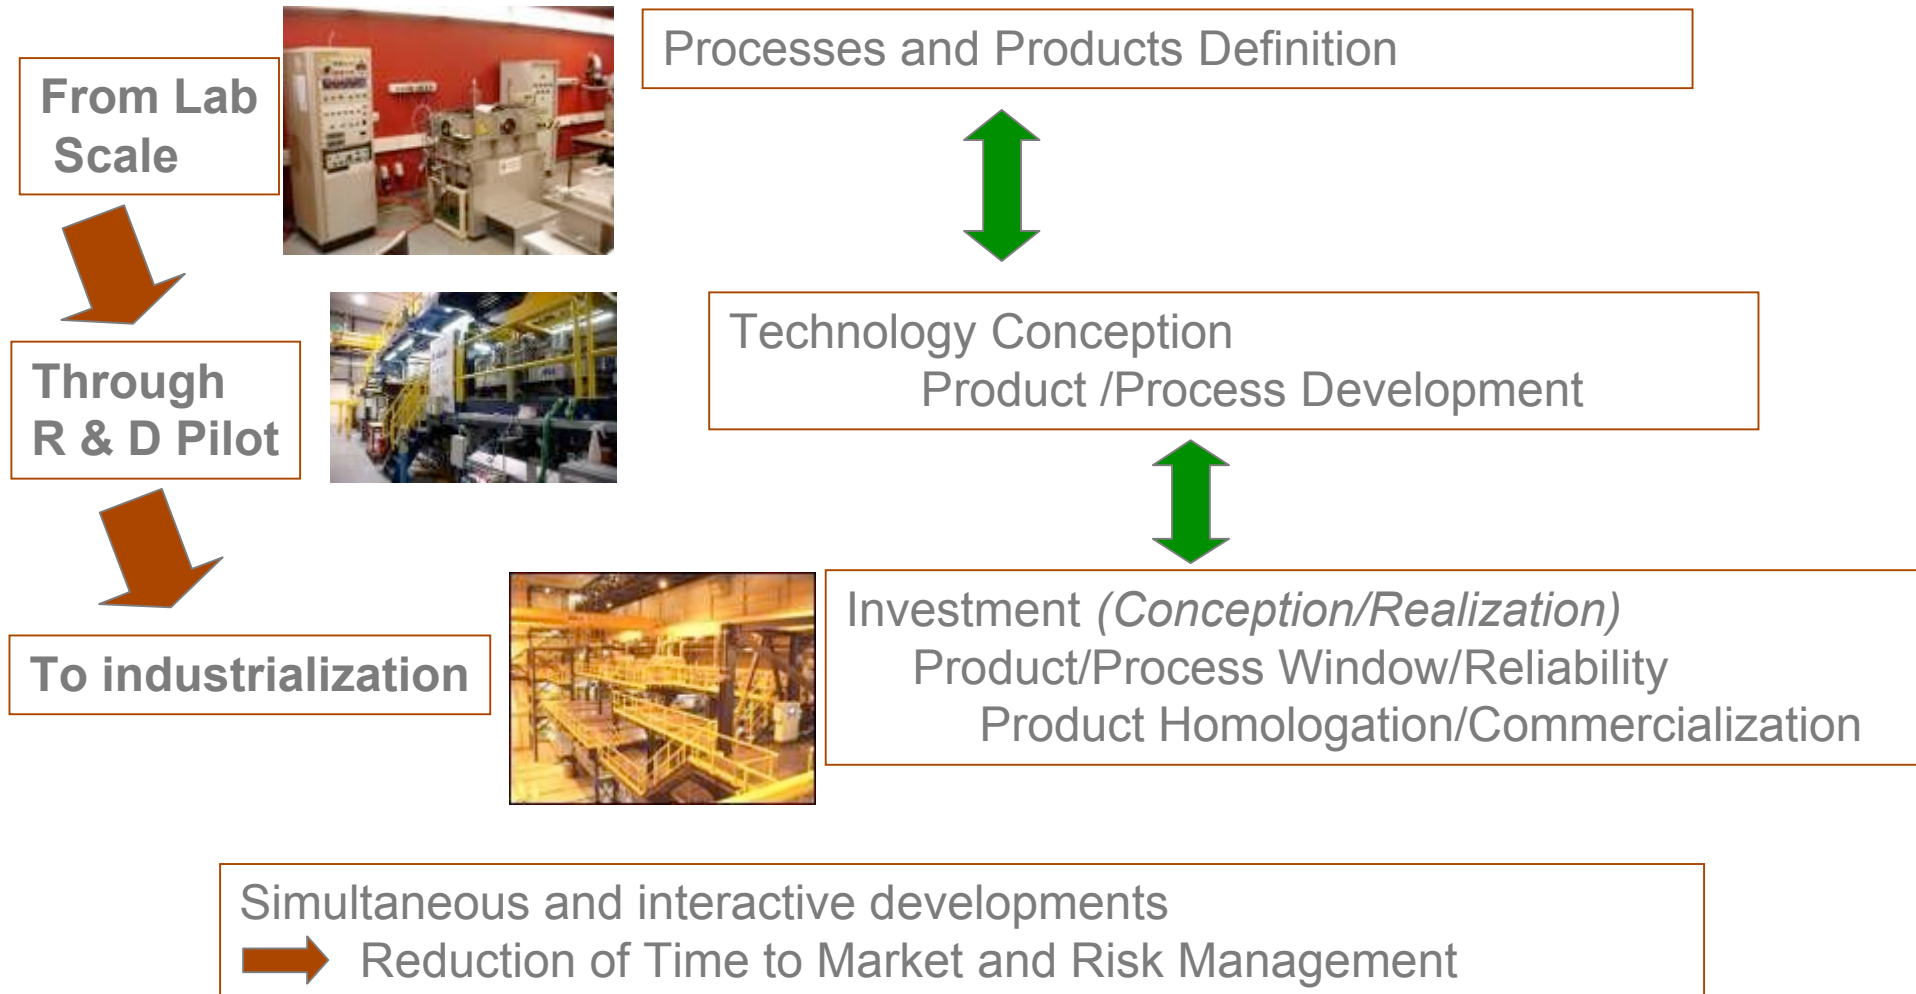 From Lab
Scale
Processes and Products Definition
Through
R & D Pilot
Technology Conception
Product /Process Development
To industrialization
Investment (Conception/Realization)
Product/Process Window/Reliability
Product Homologation/Commercialization
Simultaneous and interactive developments
Reduction of Time to Market and Risk Management